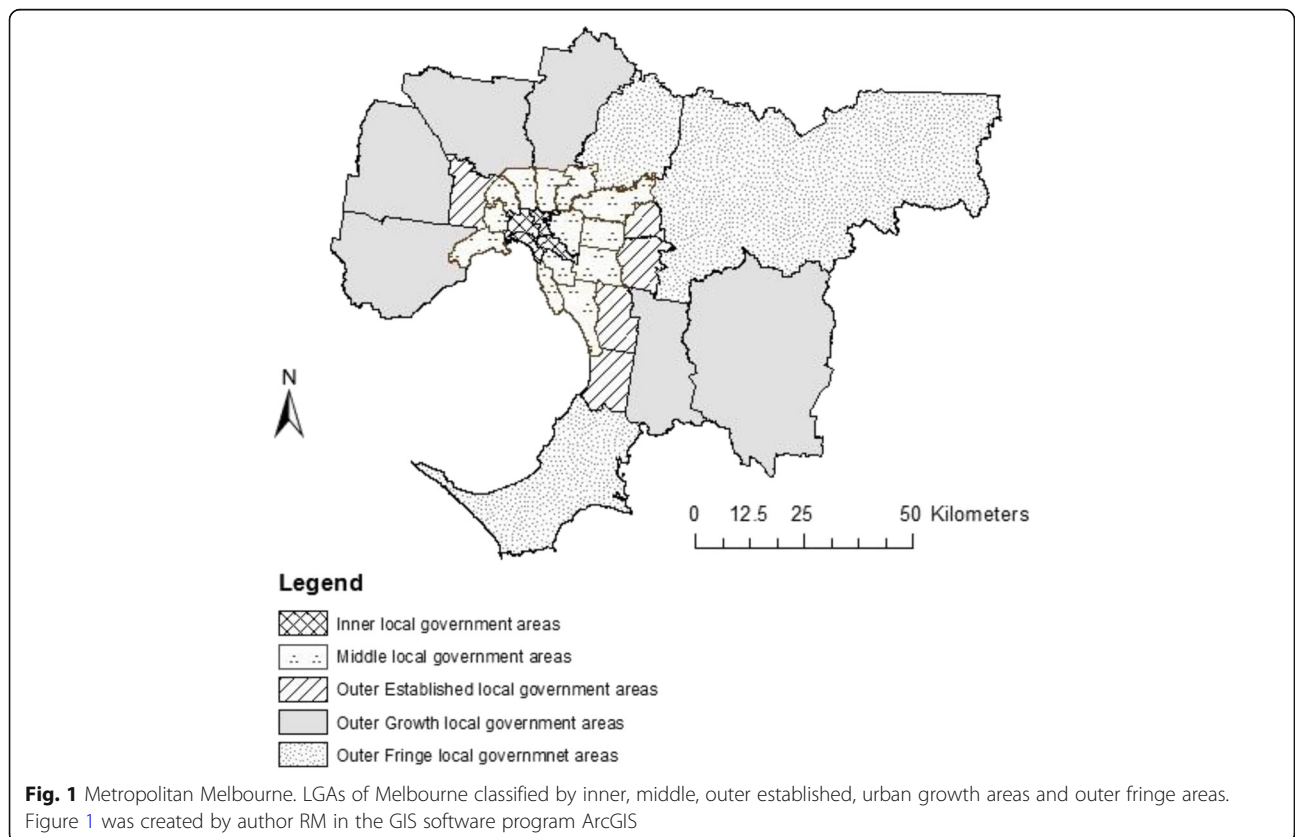 N
0 12.5 25 50 Kilometers
Legend
Inner local government areas
Middle local government areas
Outer Established local government areas
Outer Growth local government areas
Outer Fringe local governmnet areas
Fig. 1 Metropolitan Melbourne. LGAs of Melbourne classified by inner, middle, outer established, urban growth areas and outer fringe areas.
Figure 1 was created by author RM in the GIS software program ArcGIS